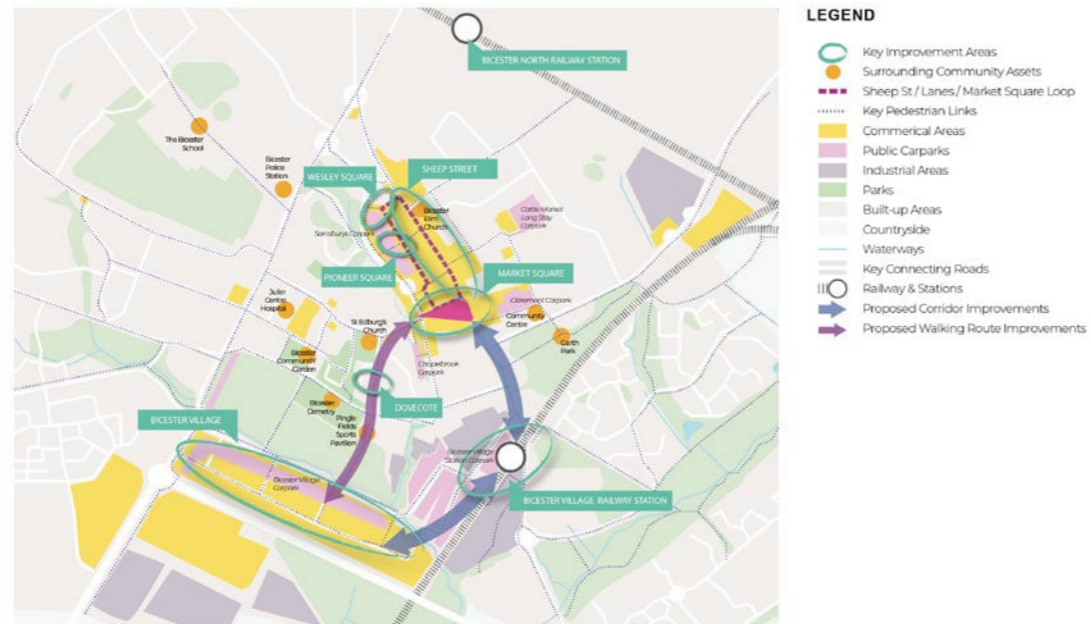 BICESTER NORTH RAILWAY STATION
The Bicester
School
Bicester
Police
Station
WESLEY SQUARE
SHEEP STREET
Bicester
Elim
Church
Cattle Market
Long Stay
Carpark
Sainsburys Carpark
PIONEER SQUARE
MARKET SQUARE
Claremont Carpark
Community
Centre
Garth
Park
Julier
Centre
Hospital
St Edburg's
Church
Bicester
Community
Garden
Chapelbrook
Carpark
DOVECOTE
Bicester
Cemetry
Pingle
Fields
Sports
Pavilion
BICESTER VILLAGE
Bicester Village
Carpark
Bicester Village
Station Carpark
BICESTER VILLAGE RAILWAY STATION
LEGEND
Key Improvement Areas
Surrounding Community Assets
Sheep St / Lanes / Market Square Loop
Key Pedestrian Links
Commerical Areas
Public Carparks
Industrial Areas
Parks
Built-up Areas
Countryside
Waterways
Key Connecting Roads
Railway & Stations
Proposed Corridor Improvements
Proposed Walking Route Improvements